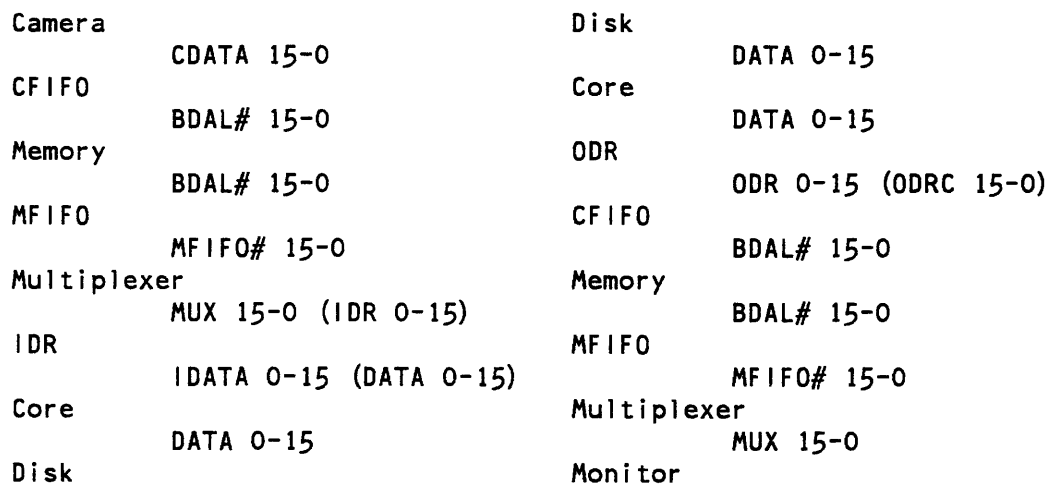 Camera
CDATA 15-0
CFIFO
BDAL# 15-0
Memory
BDAL# 15-0
MFIFO
MFIFO# 15-0
Multiplexer
MUX 15-0 (IDR 0-15)
IDR
IDATA 0-15 (DATA 0-15)
Core
DATA 0-15
Disk
Disk
DATA 0-15
Core
DATA 0-15
ODR
ODR 0-15 (ODRC 15-0)
CFIFO
BDAL# 15-0
Memory
BDAL# 15-0
MFIFO
MFIFO# 15-0
Multiplexer
MUX 15-0
Monitor